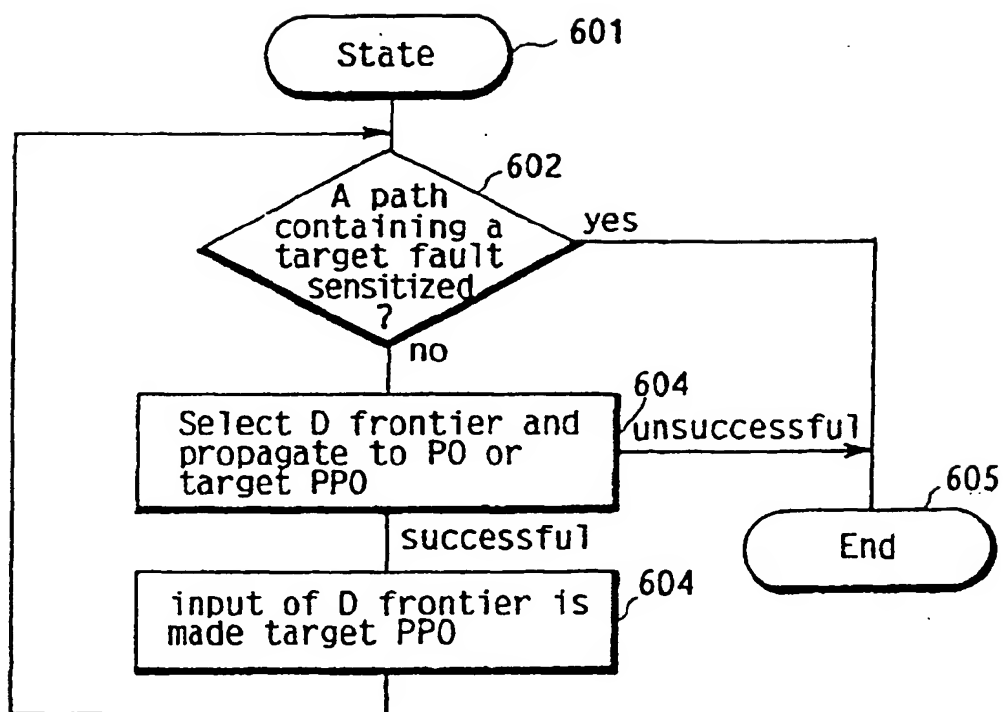 State
601
602
A path
containing a
target fault
sensitized
?
yes
no
604
Select D frontier and
propagate to PO or
target PPO
unsuccessful
605
End
successful
input of D frontier is
made target PPO
604